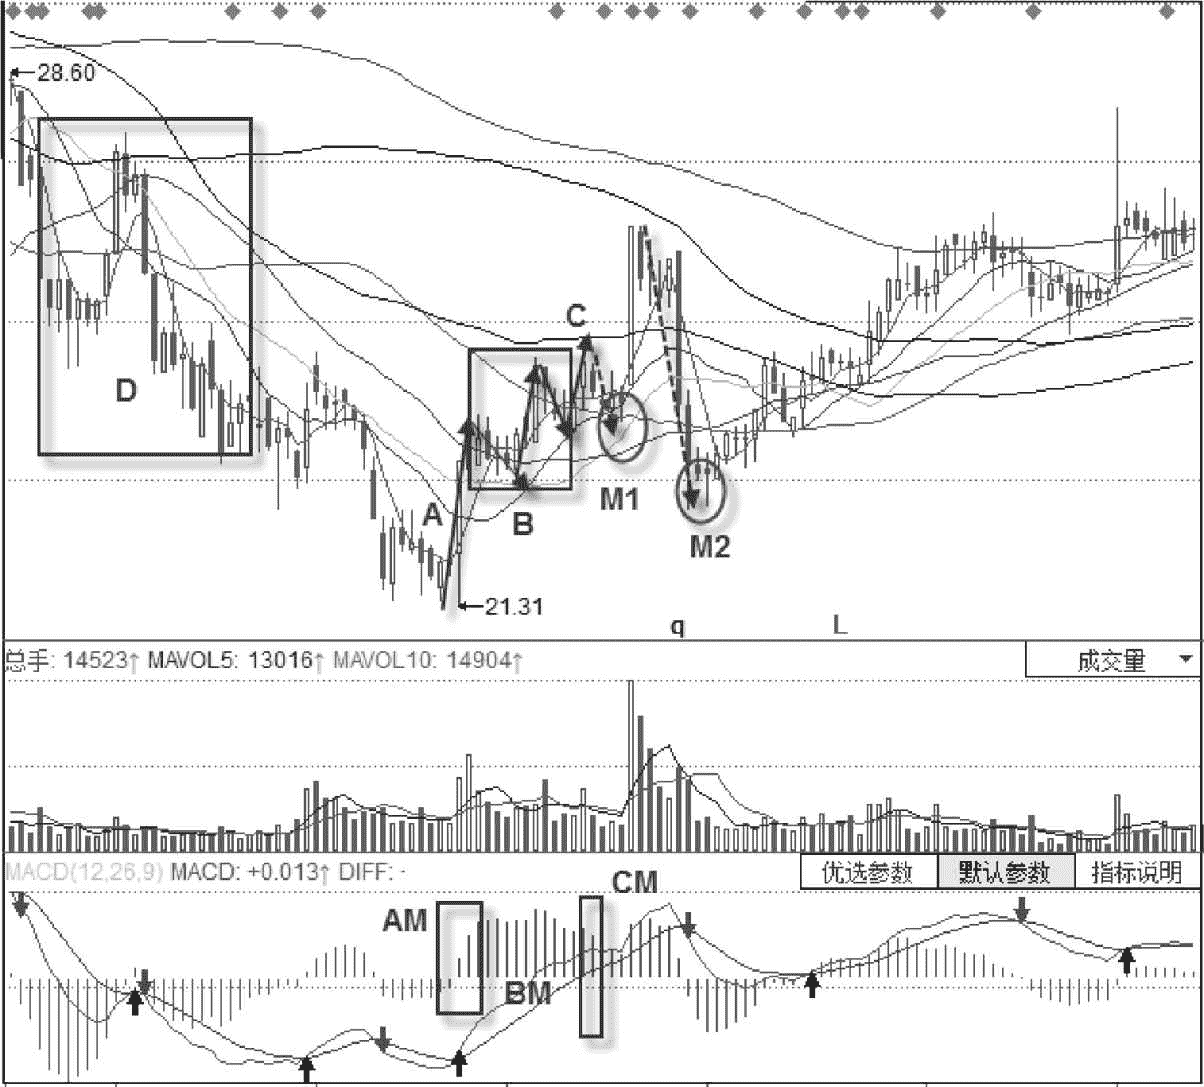 28.60
D
C
A
B
M1
M2
21.31
q
L
总手: 14523↑ MAVOL5: 13016↑ MAVOL10: 14904↑
成交量
MACD(12,26,9) MACD: +0.013↑ DIFF: -
优选参数
默认参数
指标说明
CM
AM
BM